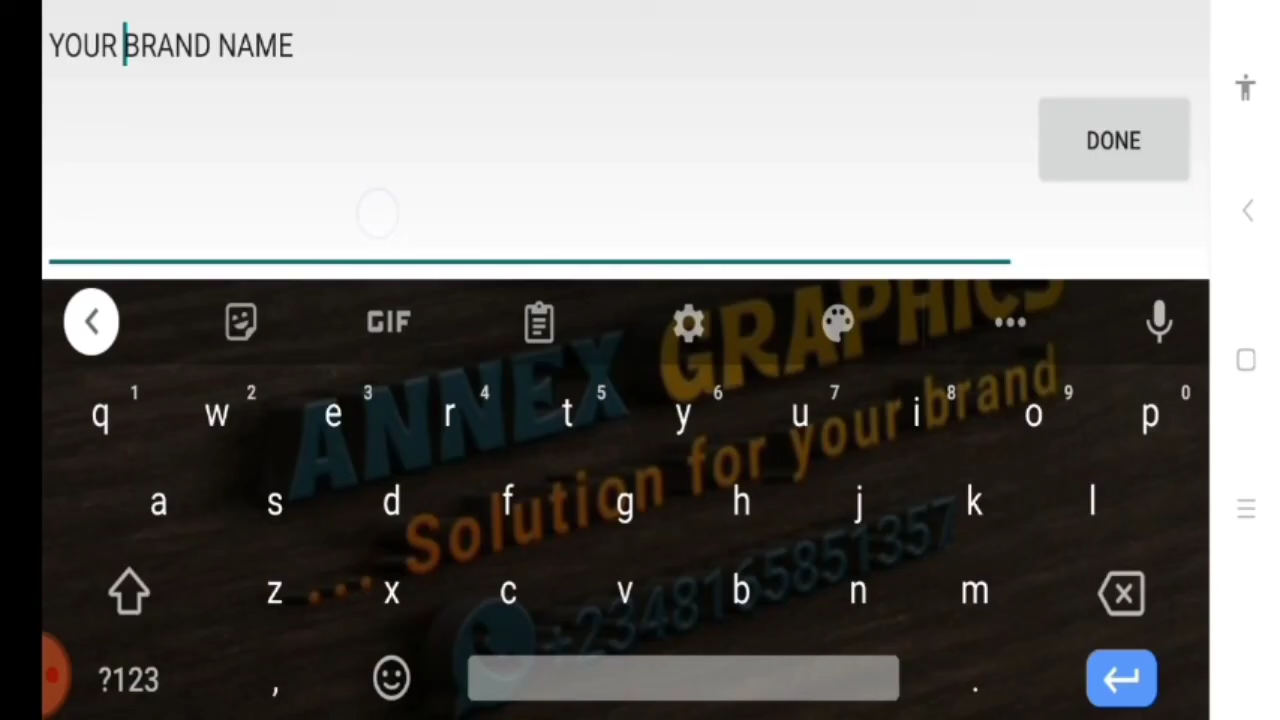 YOUR BRAND NAME
DONE
GIF
1 2 3 4 5 6 7 8 9 0
q w e r t y u i o p
a s d f g h j k l
z x c v b n m
?123 , .
ANNEX GRAPHICS
... Solution for your brand
+2348165851357